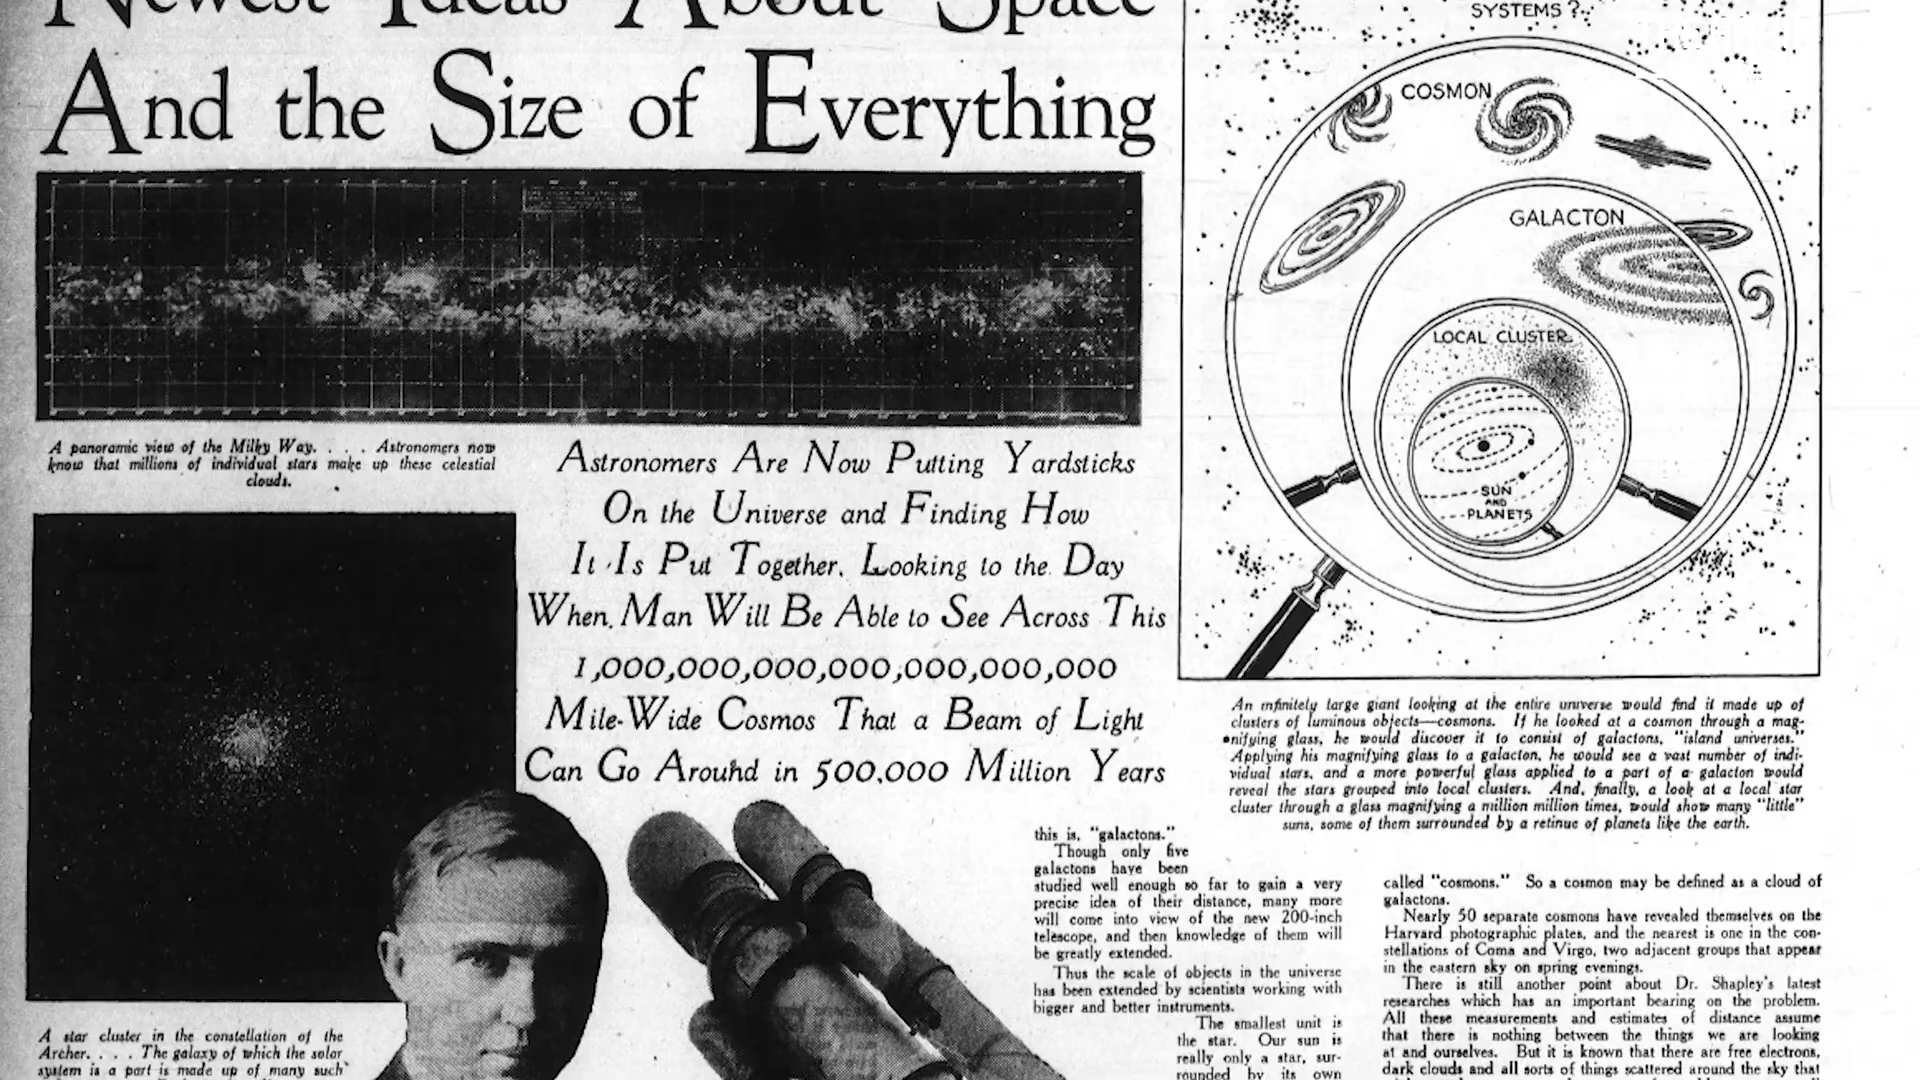 Newest Ideas About Space
And the Size of Everything
A panoramic view of the Milky Way. . . . Astronomers now
know that millions of individual stars make up these celestial
clouds.
Astronomers Are Now Putting Yardsticks
On the Universe and Finding How
It Is Put Together, Looking to the Day
When Man Will Be Able to See Across This
1,000,000,000,000,000,000,000
Mile-Wide Cosmos That a Beam of Light
Can Go Around in 500,000 Million Years
SYSTEMS?
COSMON
GALACTON
LOCAL CLUSTER
SUN
AND
PLANETS
An infinitely large giant looking at the entire universe would find it made up of
clusters of luminous objects—cosmons. If he looked at a cosmon through a mag-
nifying glass, he would discover it to consist of galactons, "island universes."
Applying his magnifying glass to a galacton, he would see a vast number of indi-
vidual stars, and a more powerful glass applied to a part of a galacton would
reveal the stars grouped into local clusters. And, finally, a look at a local star
cluster through a glass magnifying a million million times, would show many "little"
suns, some of them surrounded by a retinue of planets like the earth.
A star cluster in the constellation of the
Archer. . . . The galaxy of which the solar
system is a part is made up of many such
this is, "galactons."
Though only five
galactons have been
studied well enough so far to gain a very
precise idea of their distance, many more
will come into view of the new 200-inch
telescope, and then knowledge of them will
be greatly extended.
Thus the scale of objects in the universe
has been extended by scientists working with
bigger and better instruments.
The smallest unit is
the star. Our sun is
really only a star, sur-
rounded by its own
called "cosmons." So a cosmon may be defined as a cloud of
galactons.
Nearly 50 separate cosmons have revealed themselves on the
Harvard photographic plates, and the nearest is one in the con-
stellations of Coma and Virgo, two adjacent groups that appear
in the eastern sky on spring evenings.
There is still another point about Dr. Shapley's latest
researches which has an important bearing on the problem.
All these measurements and estimates of distance assume
that there is nothing between the things we are looking
at and ourselves. But it is known that there are free electrons,
dark clouds and all sorts of things scattered around the sky that